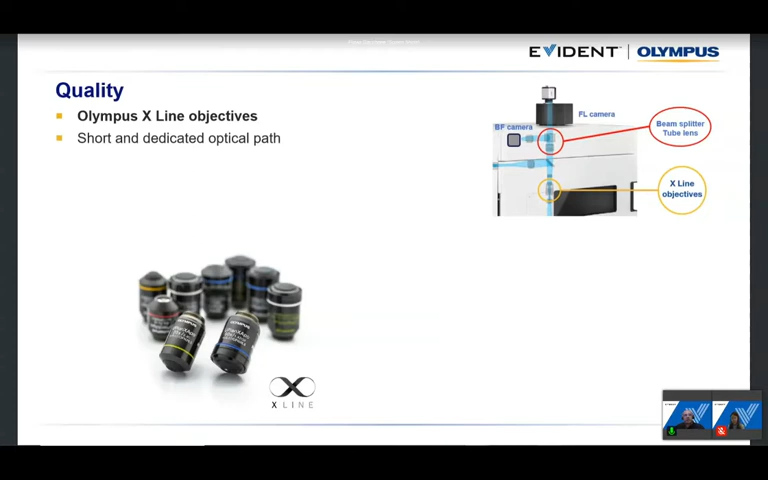 EVIDENT | OLYMPUS
Quality
Olympus X Line objectives
Short and dedicated optical path
FL camera
BF camera
Beam splitter
Tube lens
X Line
objectives
X LINE